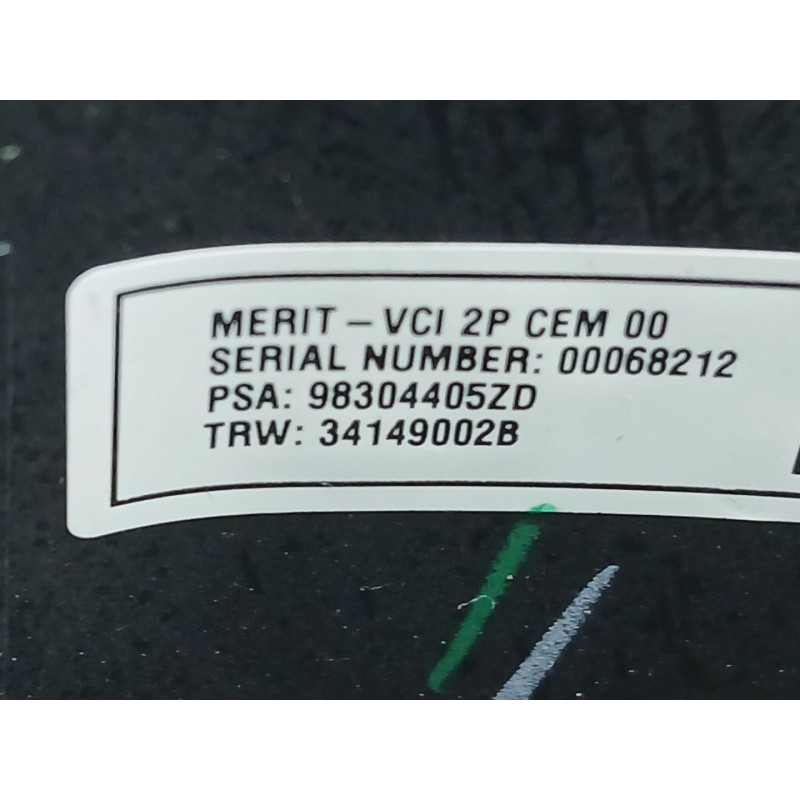 MERIT - VCI 2P CEM 00
SERIAL NUMBER: 00068212
PSA: 98304405ZD
TRW: 34149002B